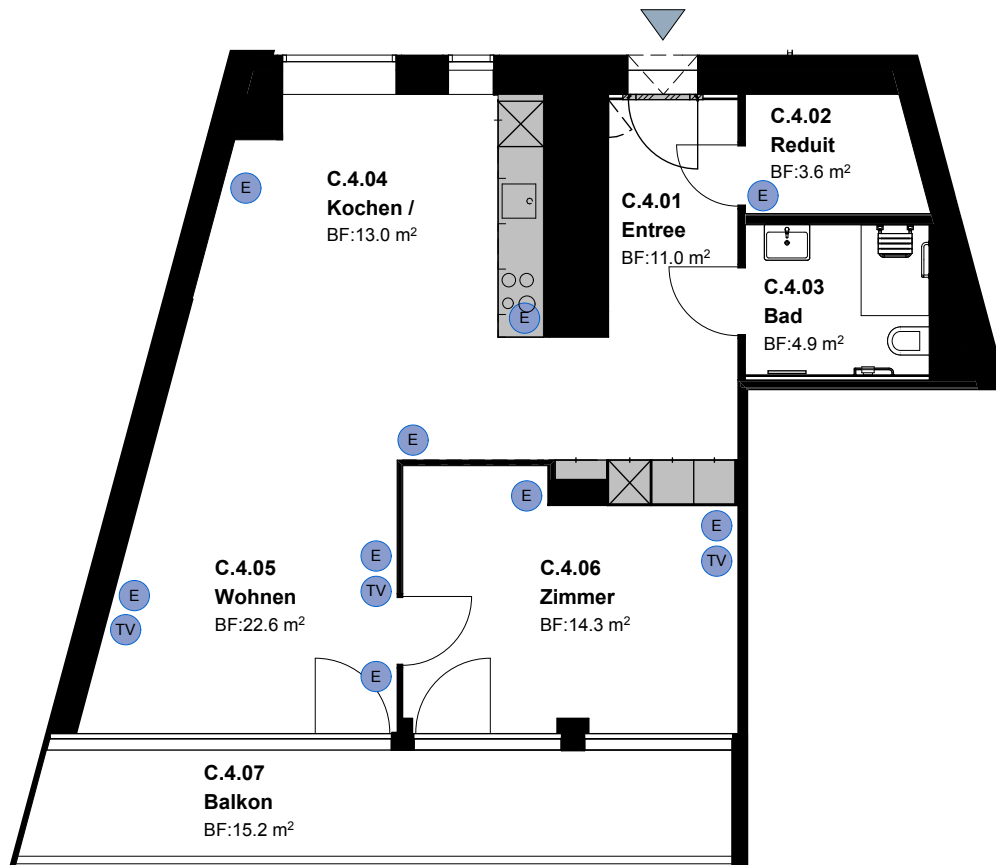 C.4.02
Reduit
BF:3.6 m²
E
C.4.04
Kochen /
BF:13.0 m²
E
C.4.01
Entree
BF:11.0 m²
C.4.03
Bad
BF:4.9 m²
E
E
E
E
TV
E
TV
C.4.05
Wohnen
BF:22.6 m²
C.4.06
Zimmer
BF:14.3 m²
E
TV
E
C.4.07
Balkon
BF:15.2 m²